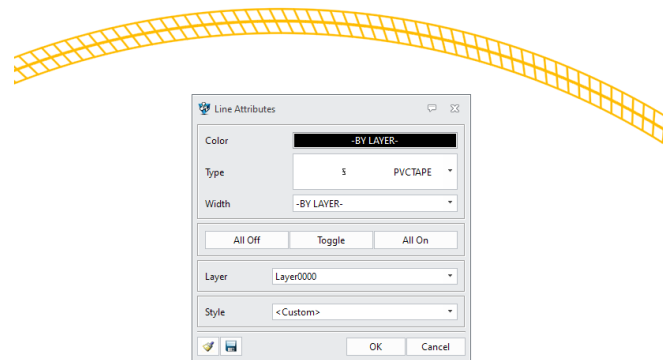 Line Attributes
Color -BY LAYER-
Type PVCTAPE
Width -BY LAYER-
All Off Toggle All On
Layer Layer0000
Style <Custom>
OK Cancel